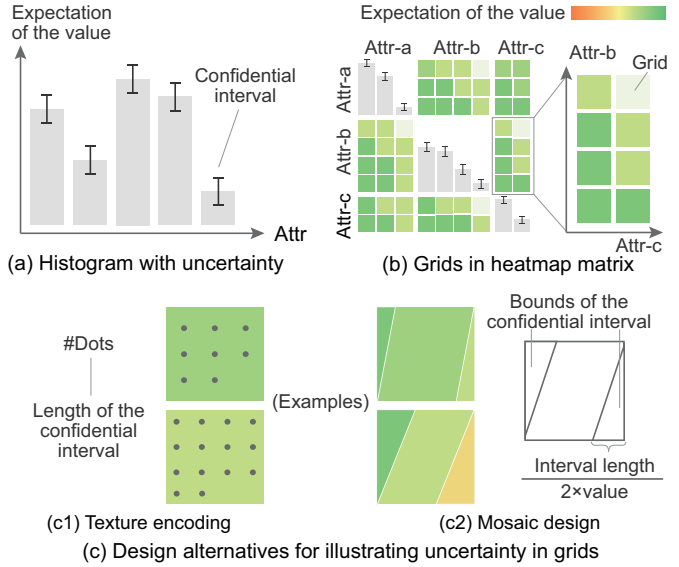 Expectation of
the value
Confidential
interval
Attr
(a) Histogram with uncertainty
Expectation of the value
Attr-a
Attr-b
Attr-c
Attr-a
Attr-b
Attr-c
Attr-b
Grid
Attr-c
(b) Grids in heatmap matrix
#Dots
Length of the
confidential
interval
(Examples)
Bounds of the
confidential interval
Interval length
2×value
(c1) Texture encoding
(c2) Mosaic design
(c) Design alternatives for illustrating uncertainty in grids